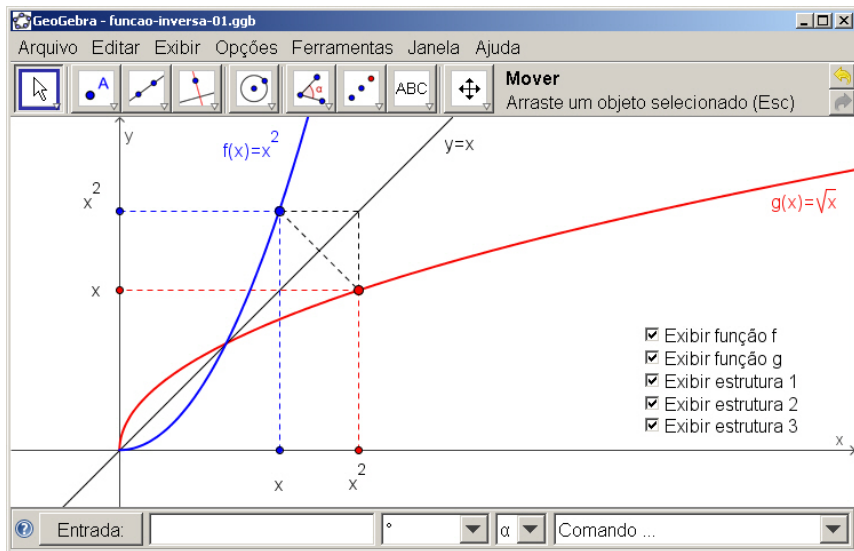 GeoGebra - funcao-inversa-01.ggb
Arquivo Editar Exibir Opções Ferramentas Janela Ajuda
A
α
ABC
Mover
Arraste um objeto selecionado (Esc)
y
f(x)=x²
y=x
x²
g(x)=√x
x
Exibir função f
Exibir função g
Exibir estrutura 1
Exibir estrutura 2
Exibir estrutura 3
x
x x²
Entrada: ° α Comando ...